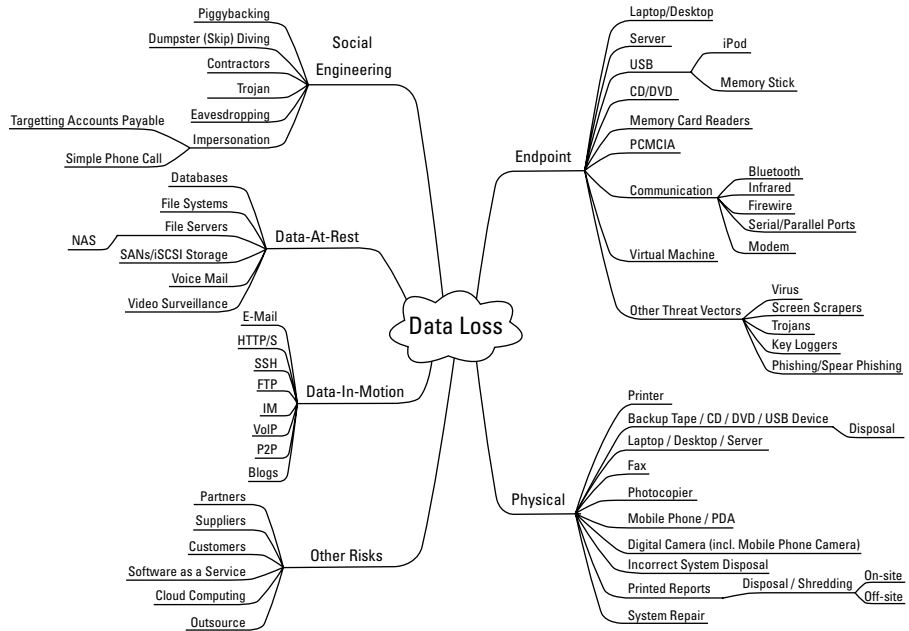 Data Loss
Social
Engineering
Piggybacking
Dumpster (Skip) Diving
Contractors
Trojan
Eavesdropping
Impersonation
Targetting Accounts Payable
Simple Phone Call
Data-At-Rest
Databases
File Systems
File Servers
NAS
SANs/iSCSI Storage
Voice Mail
Video Surveillance
Data-In-Motion
E-Mail
HTTP/S
SSH
FTP
IM
VoIP
P2P
Blogs
Other Risks
Partners
Suppliers
Customers
Software as a Service
Cloud Computing
Outsource
Endpoint
Laptop/Desktop
Server
USB
iPod
Memory Stick
CD/DVD
Memory Card Readers
PCMCIA
Communication
Bluetooth
Infrared
Firewire
Serial/Parallel Ports
Modem
Virtual Machine
Other Threat Vectors
Virus
Screen Scrapers
Trojans
Key Loggers
Phishing/Spear Phishing
Physical
Printer
Backup Tape / CD / DVD / USB Device
Disposal
Laptop / Desktop / Server
Fax
Photocopier
Mobile Phone / PDA
Digital Camera (incl. Mobile Phone Camera)
Incorrect System Disposal
Printed Reports
Disposal / Shredding
On-site
Off-site
System Repair